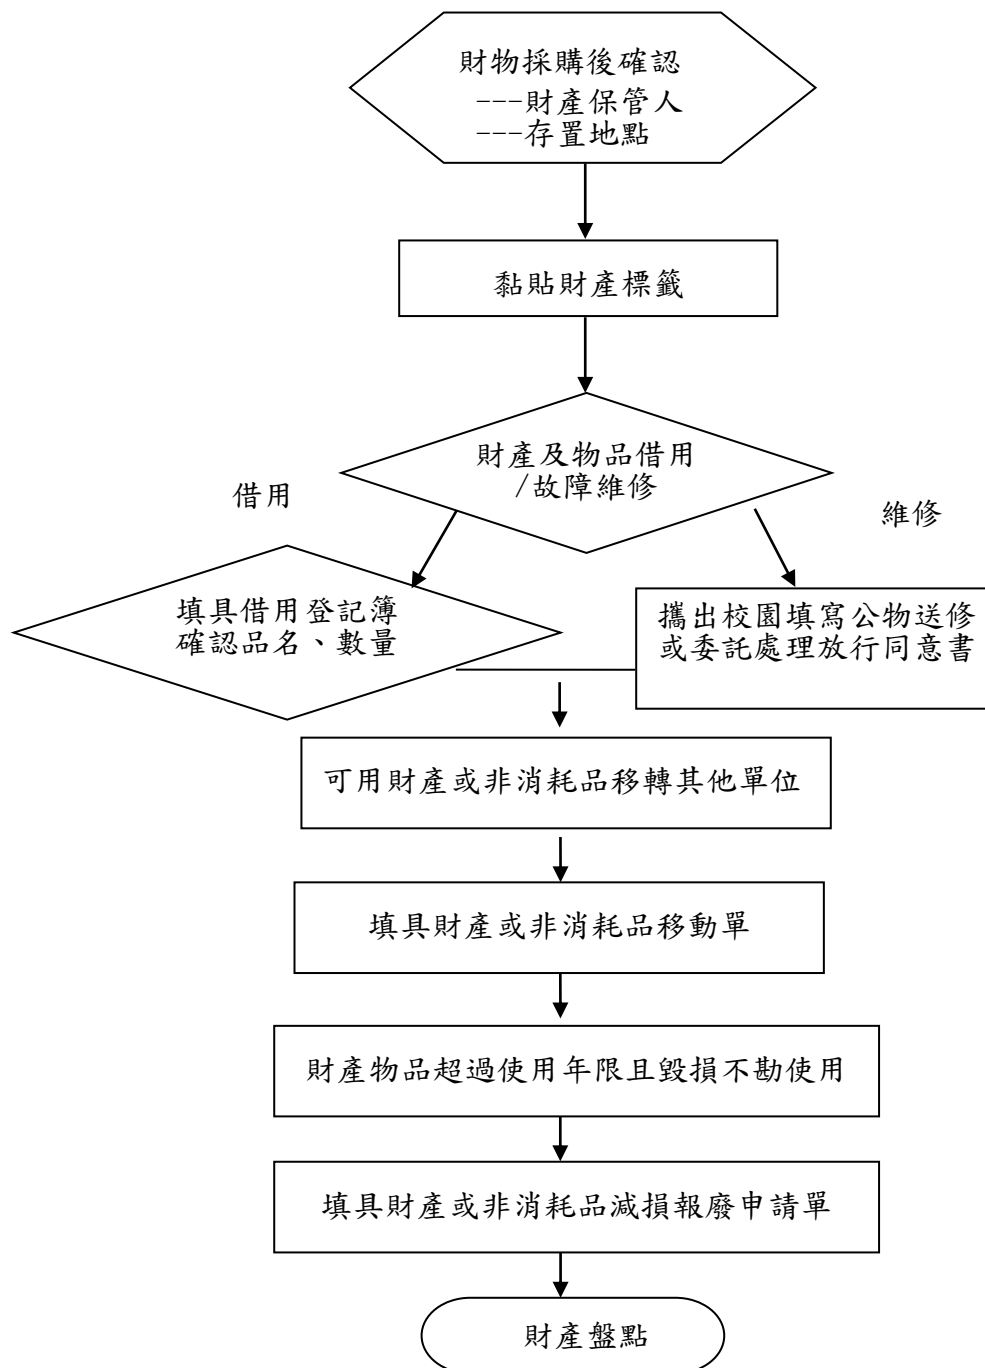 財物採購後確認
---財產保管人
---存置地點
黏貼財產標籤
財產及物品借用
/故障維修
借用
維修
填具借用登記簿
確認品名、數量
攜出校園填寫公物送修
或委託處理放行同意書
可用財產或非消耗品移轉其他單位
填具財產或非消耗品移動單
財產物品超過使用年限且毀損不勘使用
填具財產或非消耗品減損報廢申請單
財產盤點